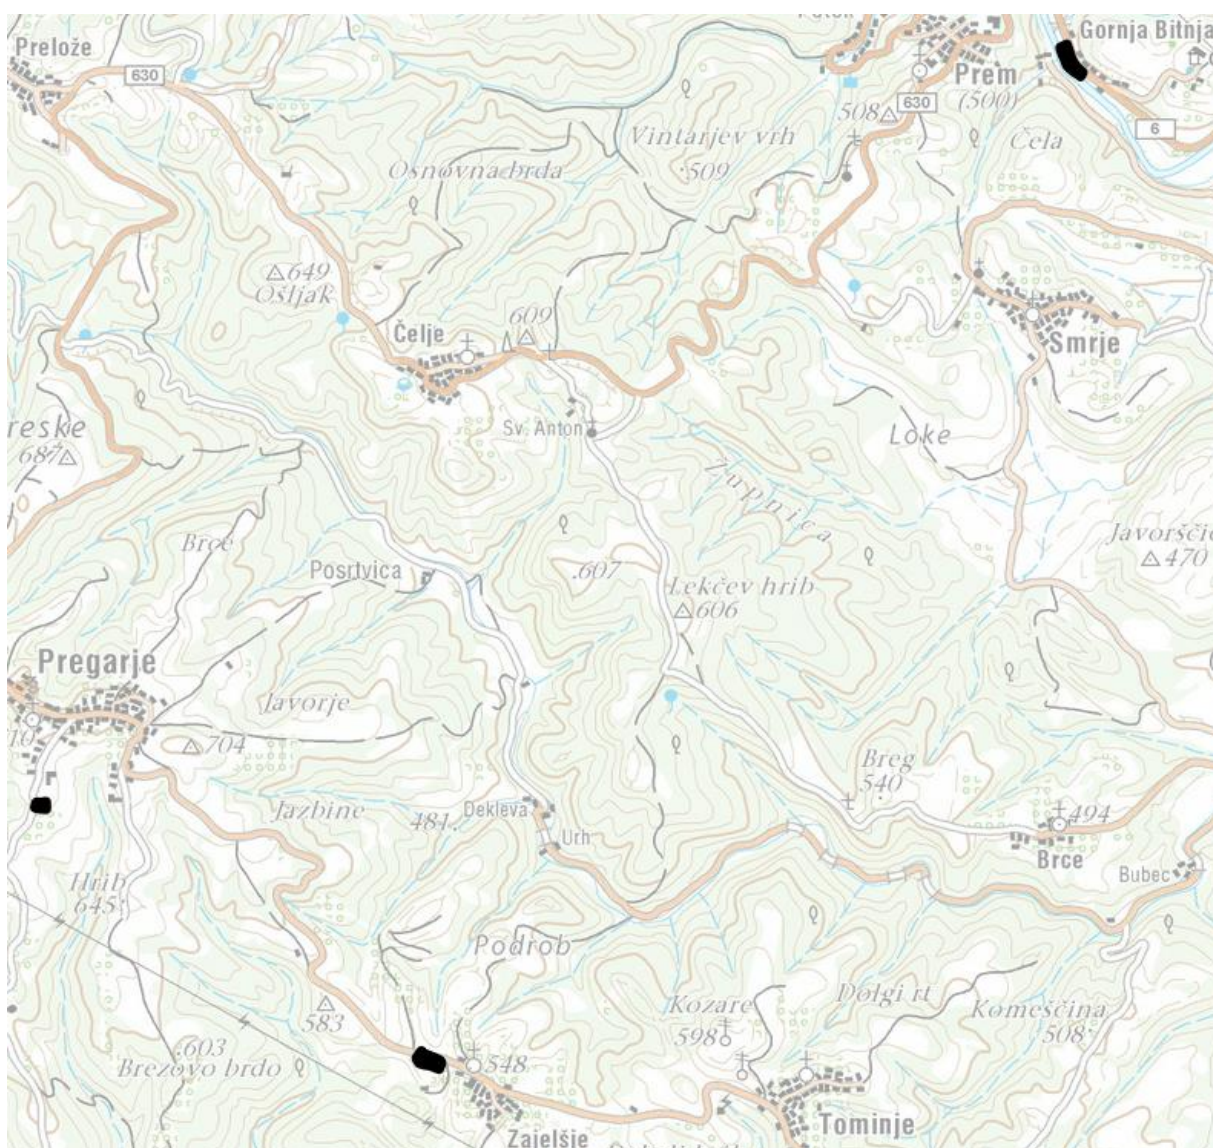 Prelože
630
Gornja Bitnja
Prem
(500)
630
508
6
Čela
Vintarjev vrh
509
Osnovna brda
649
Ošljak
609
Čelje
Smrje
Sv. Anton
Loke
reske
687
Zupnica
Brce
Posrtvica
607
Lekčev hrib
606
470
Pregarje
Javorje
704
10
Breg
540
Jazbine
481
Dekleva
Urh
494
Brce
Bubec
Hrib
645
Podrob
583
Kozare
598
Dolgi rt
Komeščina
508
603
Brezovo brdo
548
Zajelšje
Tominje